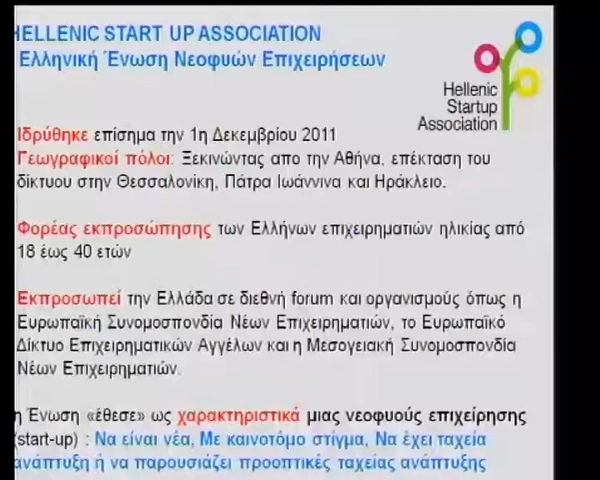 HELLENIC START UP ASSOCIATION
Ελληνική Ένωση Νεοφυών Επιχειρήσεων
Hellenic
Startup
Association
Ιδρύθηκε επίσημα την 1η Δεκεμβρίου 2011
Γεωγραφικοί πόλοι: Ξεκινώντας απο την Αθήνα, επέκταση του
δίκτυου στην Θεσσαλονίκη, Πάτρα Ιωάννινα και Ηράκλειο.
Φορέας εκπροσώπησης των Ελλήνων επιχειρηματιών ηλικίας από
18 έως 40 ετών
Εκπροσωπεί την Ελλάδα σε διεθνή forum και οργανισμούς όπως η
Ευρωπαϊκή Συνομοσπονδία Νέων Επιχειρηματιών, το Ευρωπαϊκό
Δίκτυο Επιχειρηματικών Αγγέλων και η Μεσογειακή Συνομοσπονδία
Νέων Επιχειρηματιών.
η Ένωση «έθεσε» ως χαρακτηριστικά μιας νεοφυούς επιχείρησης
(start-up) : Να είναι νέα, Με καινοτόμο στίγμα, Να έχει ταχεία
ανάπτυξη ή να παρουσιάζει προοπτικές ταχείας ανάπτυξης